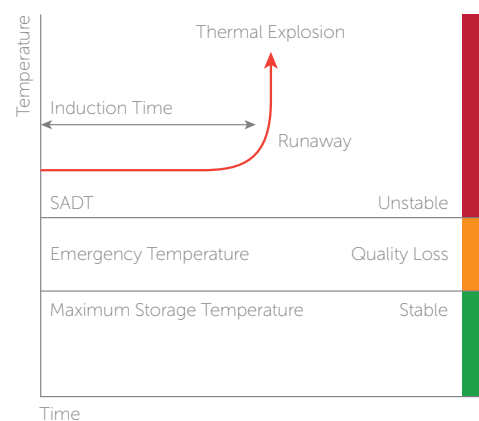 Temperature
Thermal Explosion
Induction Time
Runaway
SADT
Unstable
Emergency Temperature
Quality Loss
Maximum Storage Temperature
Stable
Time